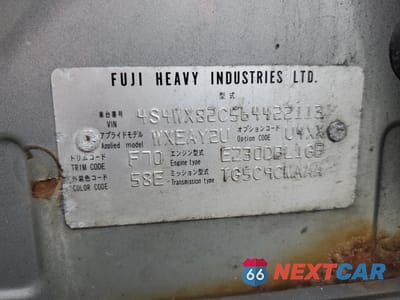 FUJI HEAVY INDUSTRIES LTD.
型式
車台番号 VIN 4S4WX82C564422113
アプライドモデル Applied model WXEAY2U オプションコード Option code U4XX
トリムコード TRIM CODE F70 エンジン型式 Engine type
外装色コード COLOR CODE 58E ミッション型式 Transmission type
66 NEXTCAR